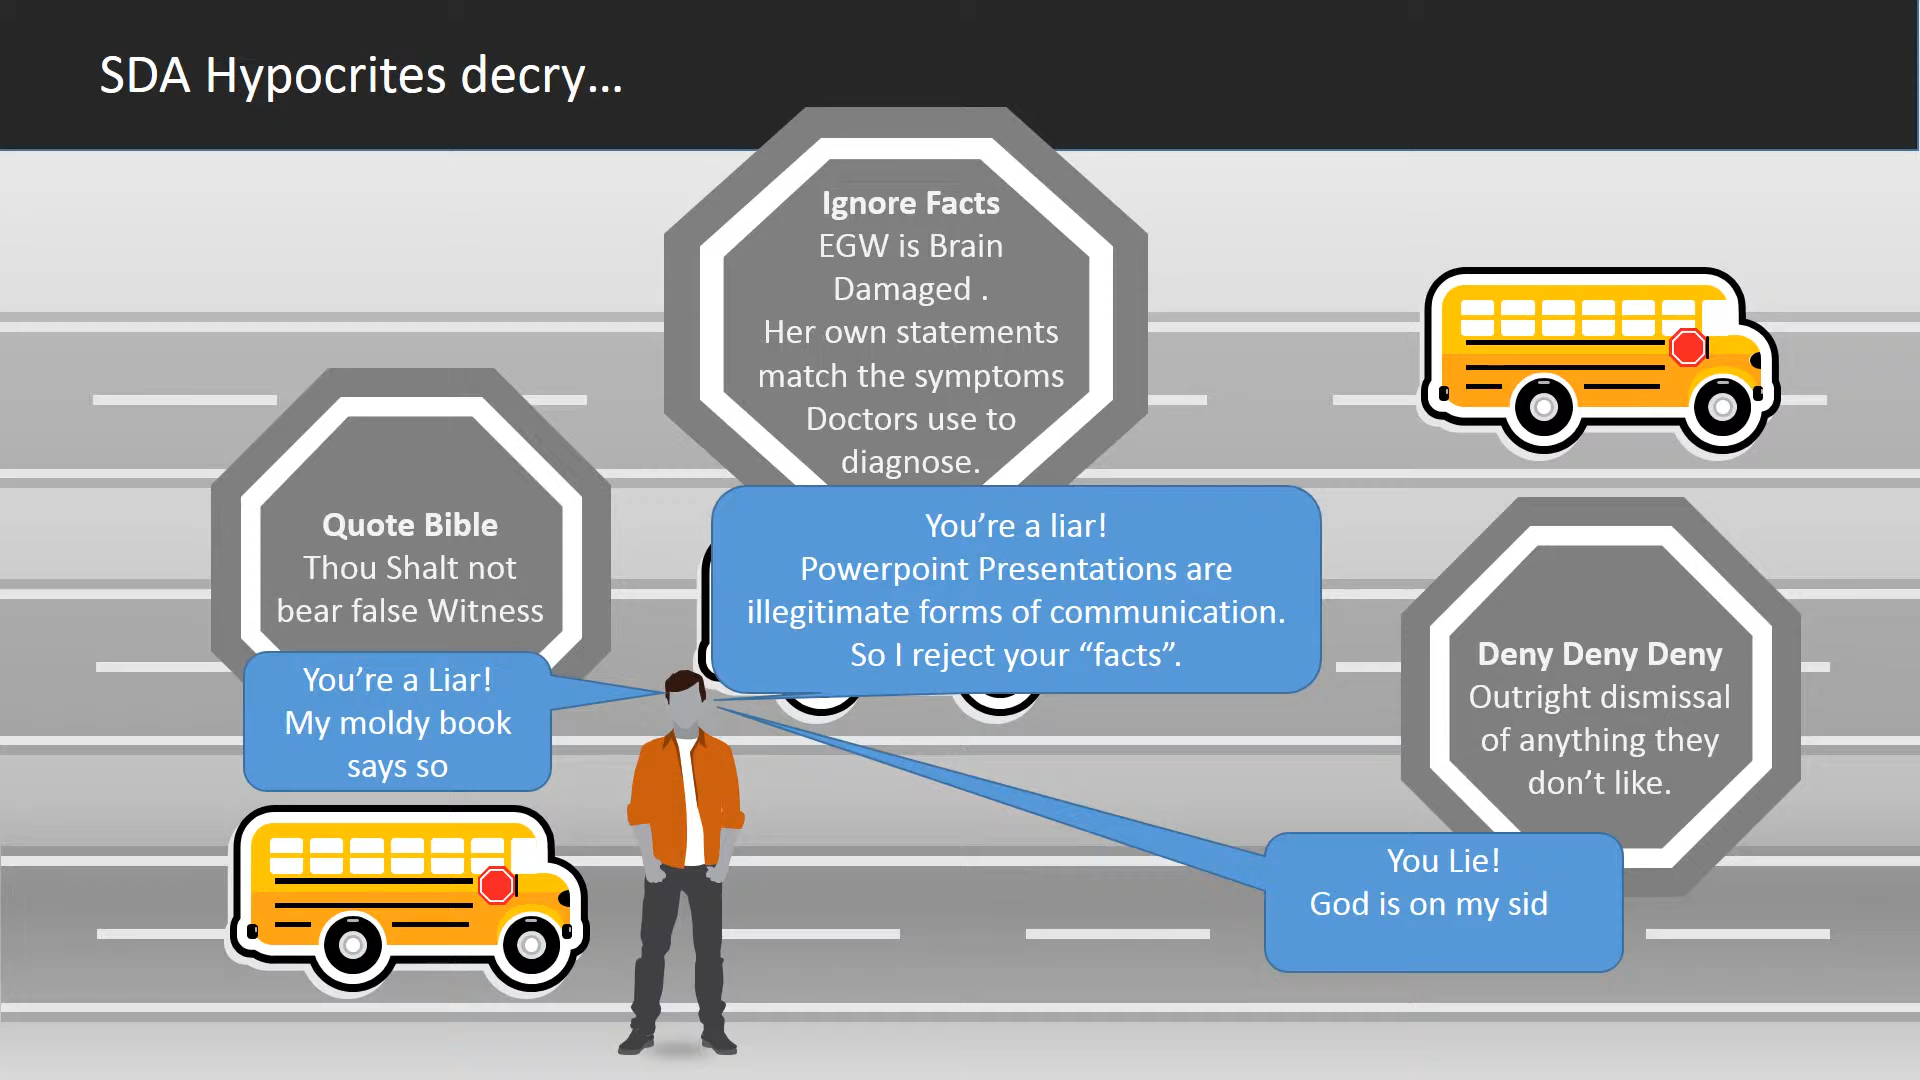 SDA Hypocrites decry...
Ignore Facts
EGW is Brain
Damaged .
Her own statements
match the symptoms
Doctors use to
diagnose.
Quote Bible
Thou Shalt not
bear false Witness
You're a Liar!
My moldy book
says so
You're a liar!
Powerpoint Presentations are
illegitimate forms of communication.
So I reject your “facts”.
Deny Deny Deny
Outright dismissal
of anything they
don't like.
You Lie!
God is on my sid